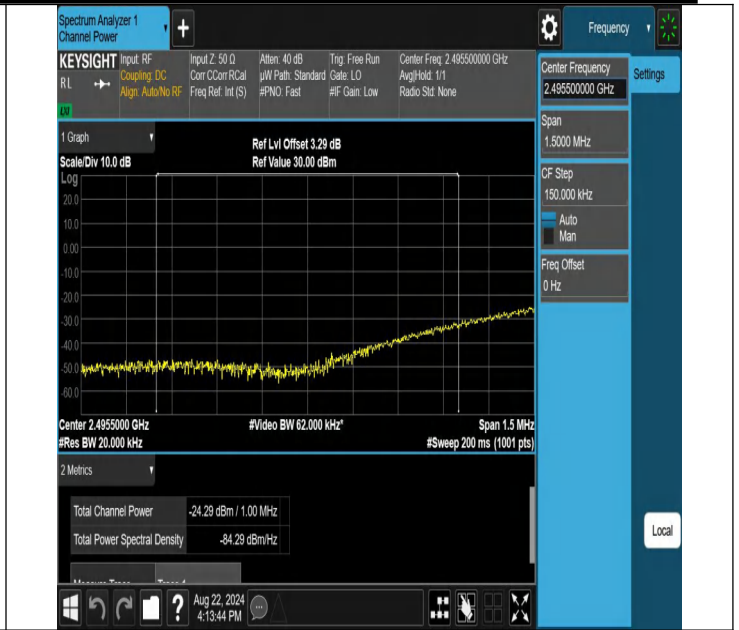 Spectrum Analyzer 1
Channel Power
+
Frequency
KEYSIGHT
RL
LXI
Input: RF
Coupling: DC
Align: Auto/No RF
Input Z: 50 Ω
Corr CCorr RCal
Freq Ref: Int (S)
Atten: 40 dB
µW Path: Standard
#PNO: Fast
Trig: Free Run
Gate: LO
#IF Gain: Low
Center Freq: 2.495500000 GHz
Avg|Hold: 1/1
Radio Std: None
Center Frequency
2.495500000 GHz
Settings
Span
1.5000 MHz
CF Step
150.000 kHz
Auto
Man
Freq Offset
0 Hz
Local
1 Graph
Scale/Div 10.0 dB
Ref Lvl Offset 3.29 dB
Ref Value 30.00 dBm
Log
20.0
10.0
0.00
-10.0
-20.0
-30.0
-40.0
-50.0
-60.0
Center 2.4955000 GHz
#Video BW 62.000 kHz*
Span 1.5 MHz
#Res BW 20.000 kHz
#Sweep 200 ms (1001 pts)
2 Metrics
Total Channel Power -24.29 dBm / 1.00 MHz
Total Power Spectral Density -84.29 dBm/Hz
?
Aug 22, 2024
4:13:44 PM